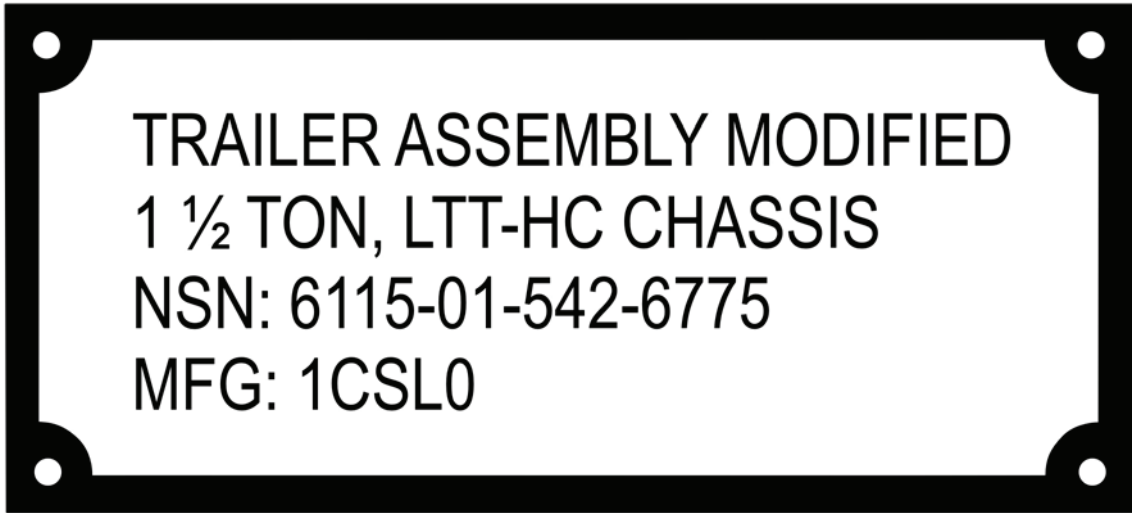 TRAILER ASSEMBLY MODIFIED
1 ½ TON, LTT-HC CHASSIS
NSN: 6115-01-542-6775
MFG: 1CSL0